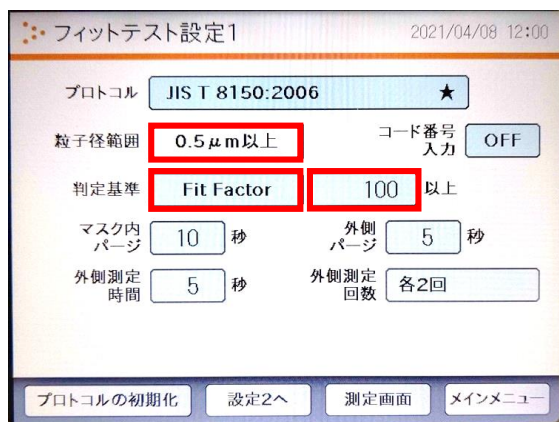 フィットテスト設定1 2021/04/08 12:00
プロトコル JIS T 8150:2006 ★
粒子径範囲 0.5μm以上 コード番号入力 OFF
判定基準 Fit Factor 100 以上
マスク内パージ 10 秒 外側パージ 5 秒
外側測定時間 5 秒 外側測定回数 各2回
プロトコルの初期化 設定2へ 測定画面 メインメニュー